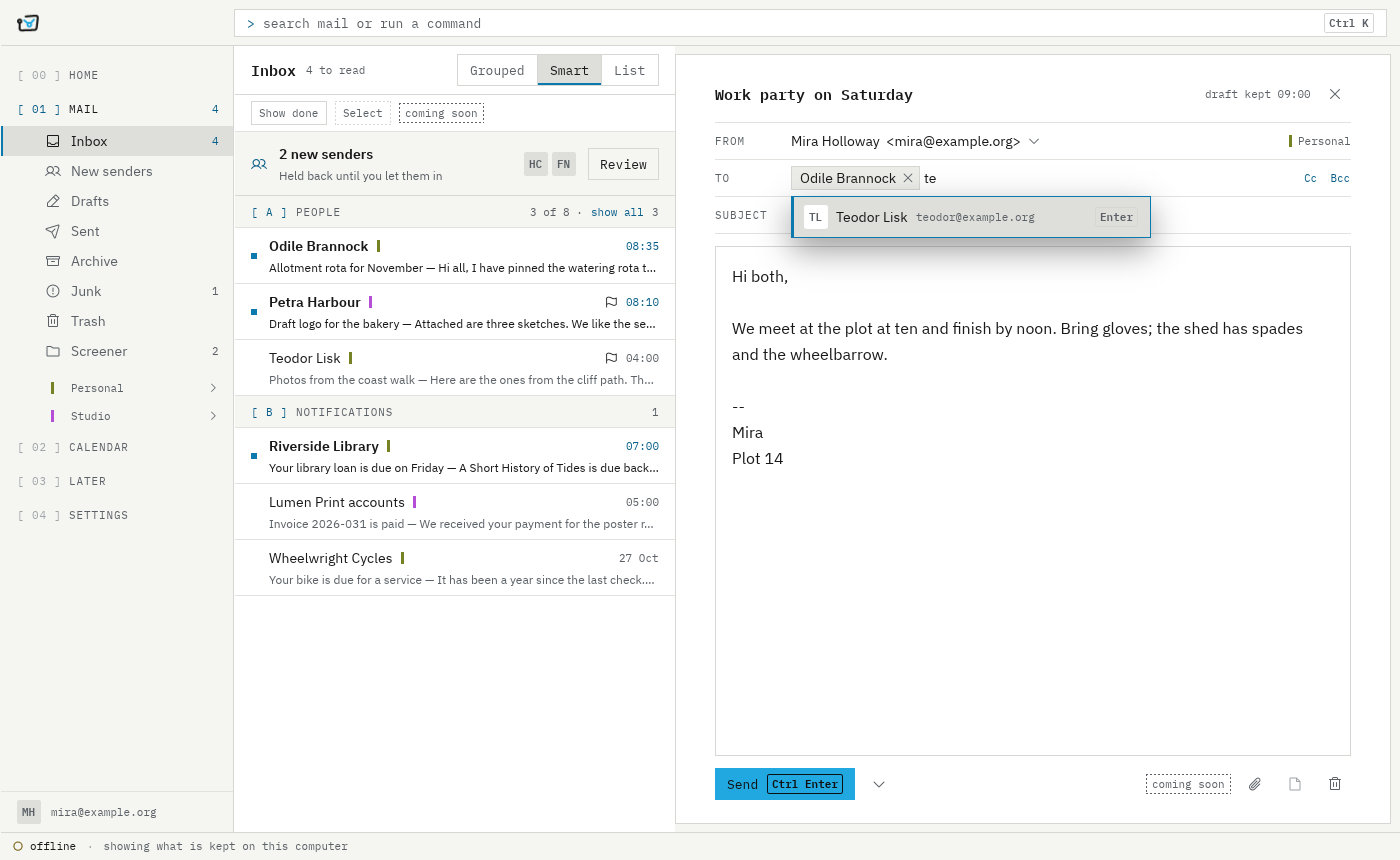 > search mail or run a command
Ctrl K
[ 00 ] HOME
[ 01 ] MAIL 4
Inbox 4
New senders
Drafts
Sent
Archive
Junk 1
Trash
Screener 2
Personal
Studio
[ 02 ] CALENDAR
[ 03 ] LATER
[ 04 ] SETTINGS
MH mira@example.org
Inbox 4 to read
Grouped Smart List
Show done Select coming soon
2 new senders
Held back until you let them in
HC FN Review
[ A ] PEOPLE 3 of 8 · show all 3
Odile Brannock 08:35
Allotment rota for November — Hi all, I have pinned the watering rota t…
Petra Harbour 08:10
Draft logo for the bakery — Attached are three sketches. We like the se…
Teodor Lisk 04:00
Photos from the coast walk — Here are the ones from the cliff path. Th…
[ B ] NOTIFICATIONS 1
Riverside Library 07:00
Your library loan is due on Friday — A Short History of Tides is due back…
Lumen Print accounts 05:00
Invoice 2026-031 is paid — We received your payment for the poster r…
Wheelwright Cycles 27 Oct
Your bike is due for a service — It has been a year since the last check.…
Work party on Saturday draft kept 09:00
FROM Mira Holloway <mira@example.org> Personal
TO Odile Brannock te Cc Bcc
SUBJECT
TL Teodor Lisk teodor@example.org Enter
Hi both,
We meet at the plot at ten and finish by noon. Bring gloves; the shed has spades
and the wheelbarrow.
--
Mira
Plot 14
Send Ctrl Enter
coming soon
offline · showing what is kept on this computer